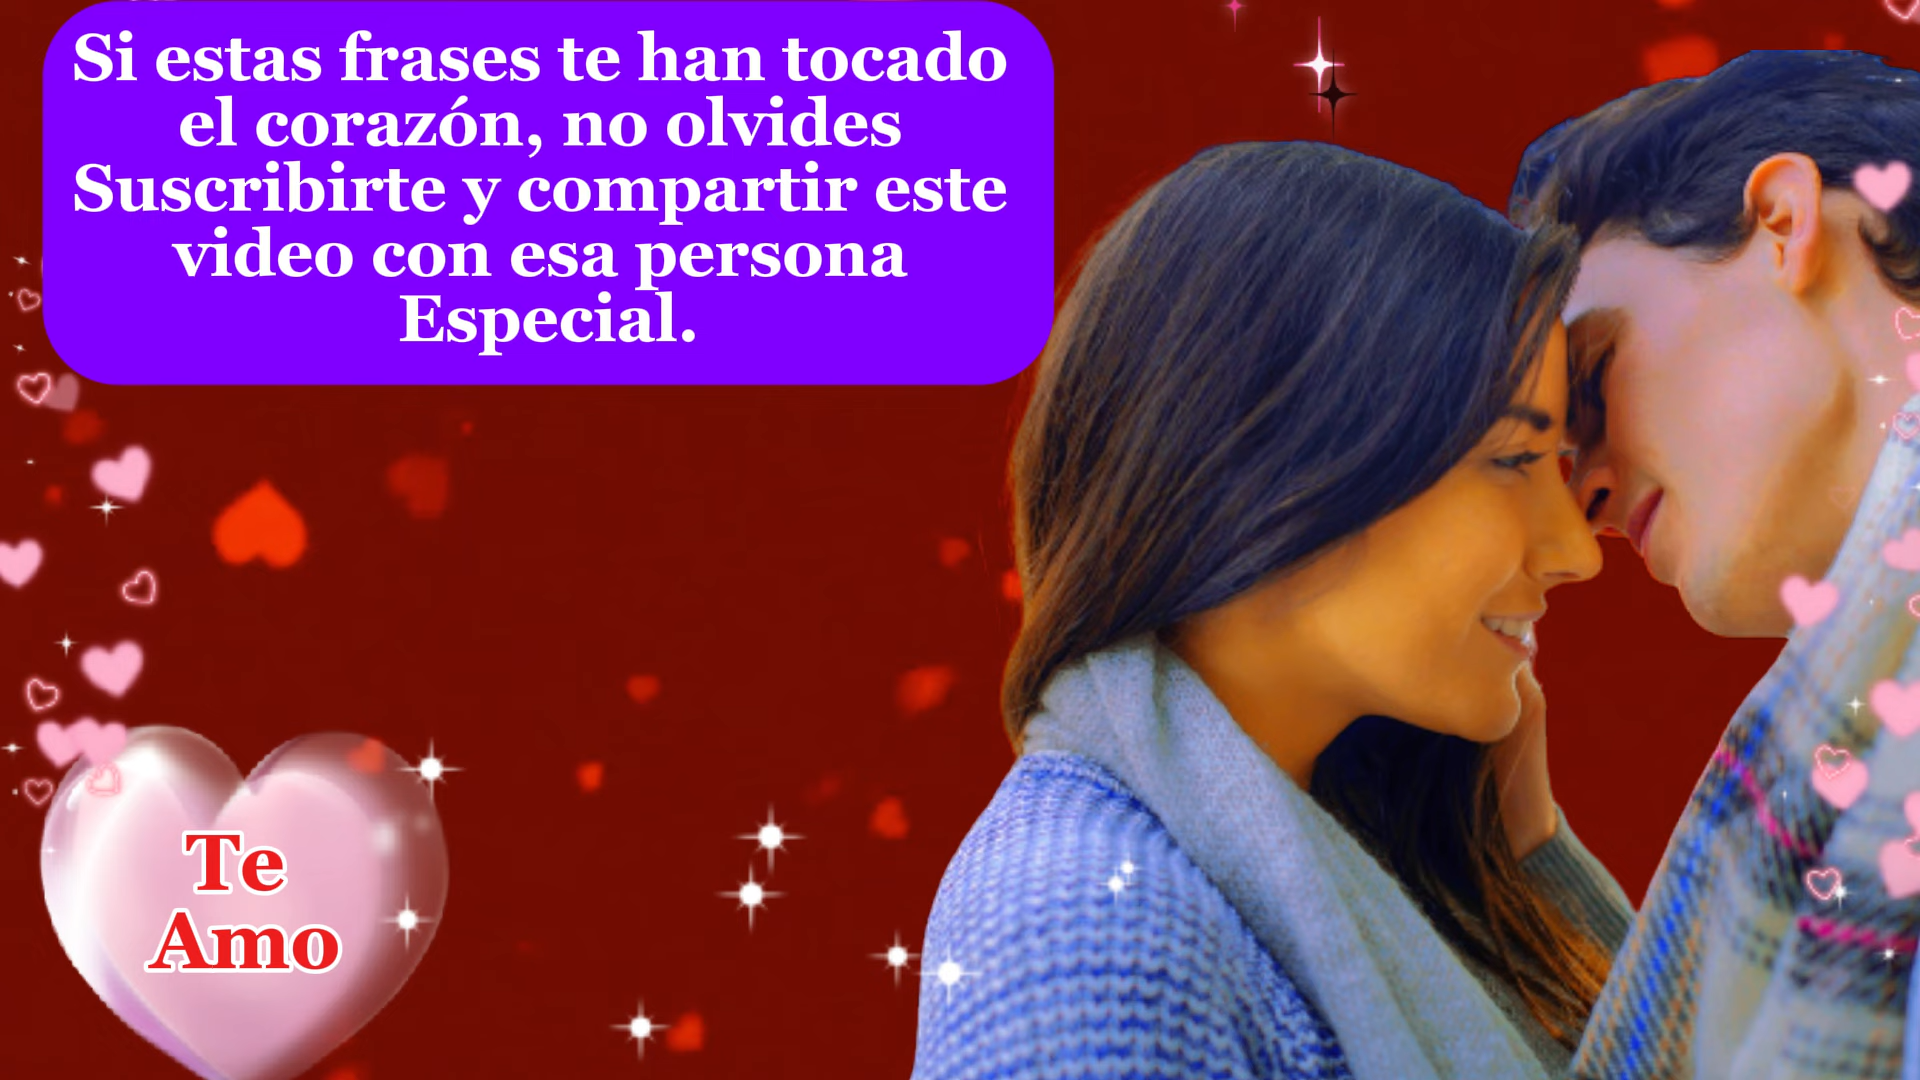 Si estas frases te han tocado
el corazón, no olvides
Suscribirte y compartir este
video con esa persona
Especial.
Te
Amo